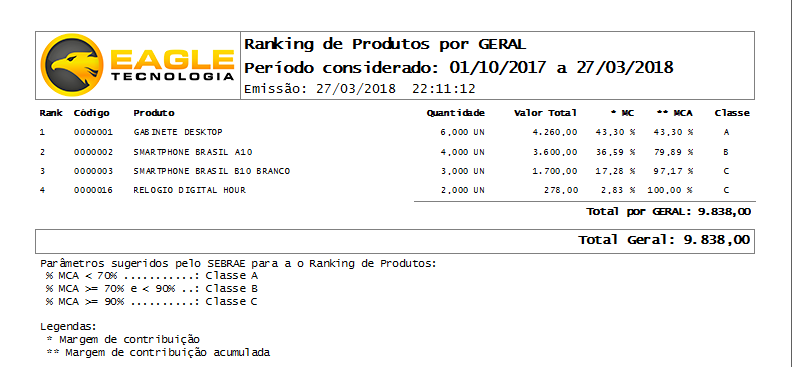 EAGLE
TECNOLOGIA
Ranking de Produtos por GERAL
Período considerado: 01/10/2017 a 27/03/2018
Emissão: 27/03/2018 22:11:12
Rank Código Produto Quantidade Valor Total * MC ** MCA Classe
1 0000001 GABINETE DESKTOP 6,000 UN 4.260,00 43,30 % 43,30 % A
2 0000002 SMARTPHONE BRASIL A10 4,000 UN 3.600,00 36,59 % 79,89 % B
3 0000003 SMARTPHONE BRASIL B10 BRANCO 3,000 UN 1.700,00 17,28 % 97,17 % C
4 0000016 RELOGIO DIGITAL HOUR 2,000 UN 278,00 2,83 % 100,00 % C
Total por GERAL: 9.838,00
Total Geral: 9.838,00
Parâmetros sugeridos pelo SEBRAE para a o Ranking de Produtos:
% MCA < 70% ...........: Classe A
% MCA >= 70% e < 90% ..: Classe B
% MCA >= 90% ..........: Classe C
Legendas:
* Margem de contribuição
** Margem de contribuição acumulada